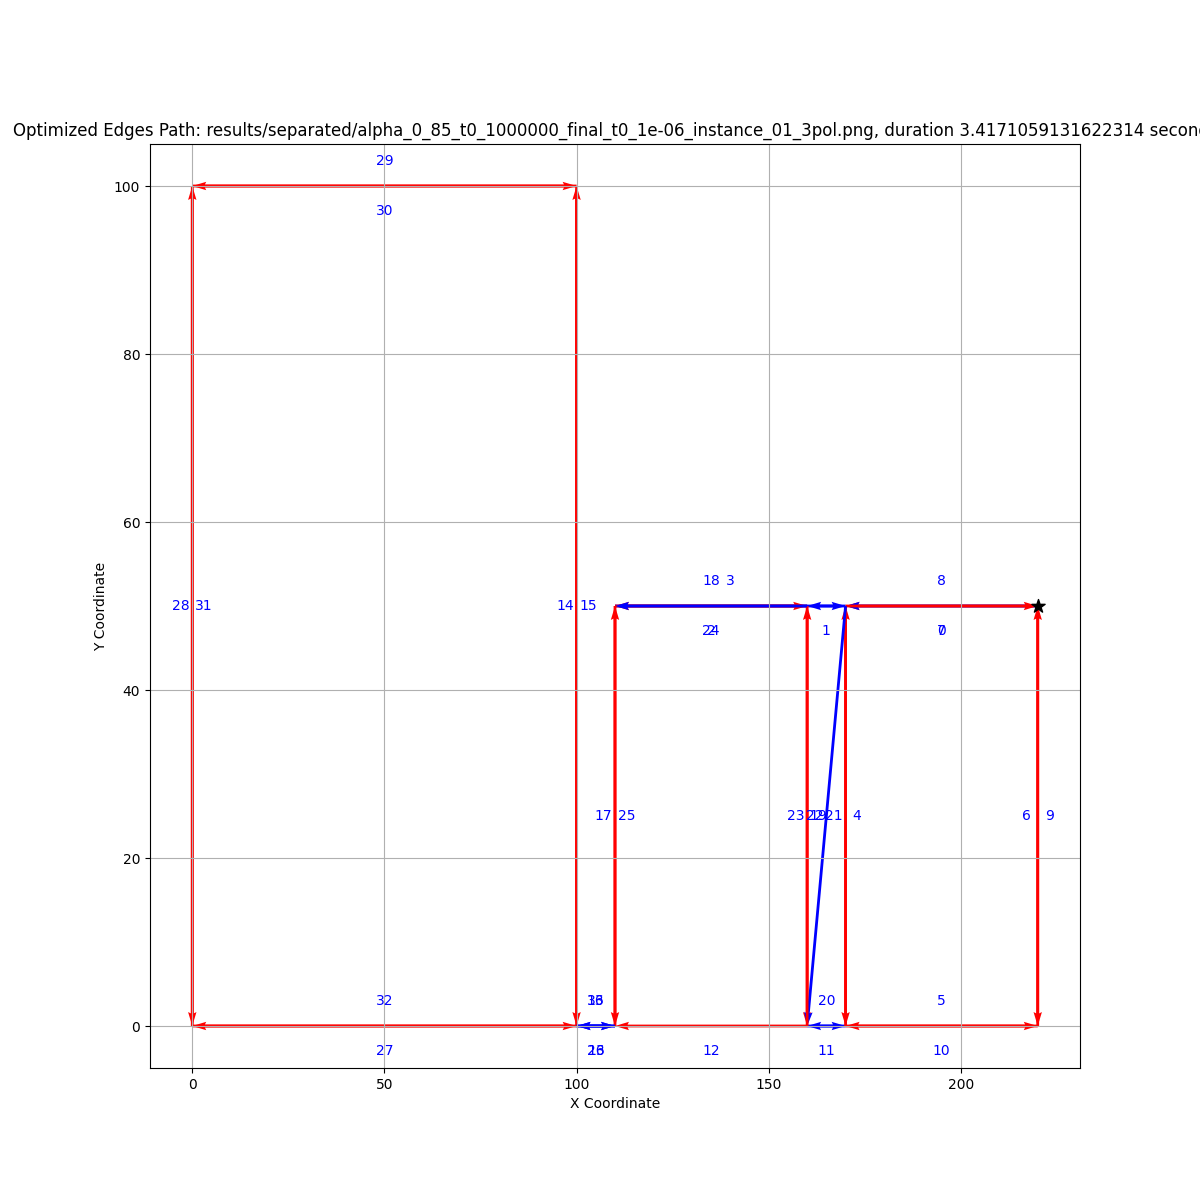 Optimized Edges Path: results/separated/alpha_0_85_t0_1000000_final_t0_1e-06_instance_01_3pol.png, duration 3.4171059131622314 secon
29
100
30
80
60
18 3 8
28 31 14 15
1
40
17 25 23 21 4 6 9
20
32 20 5
0
27 12 11 10
0 50 100 150 200
X Coordinate
Y Coordinate